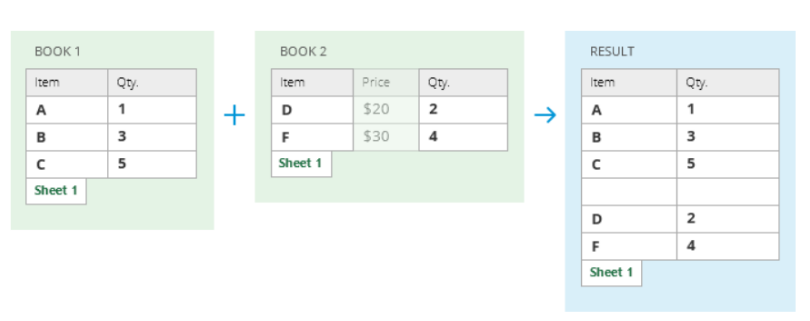 BOOK 1
Item Qty.
A 1
B 3
C 5
Sheet 1
+
BOOK 2
Item Price Qty.
D $20 2
F $30 4
Sheet 1
→
RESULT
Item Qty.
A 1
B 3
C 5
D 2
F 4
Sheet 1